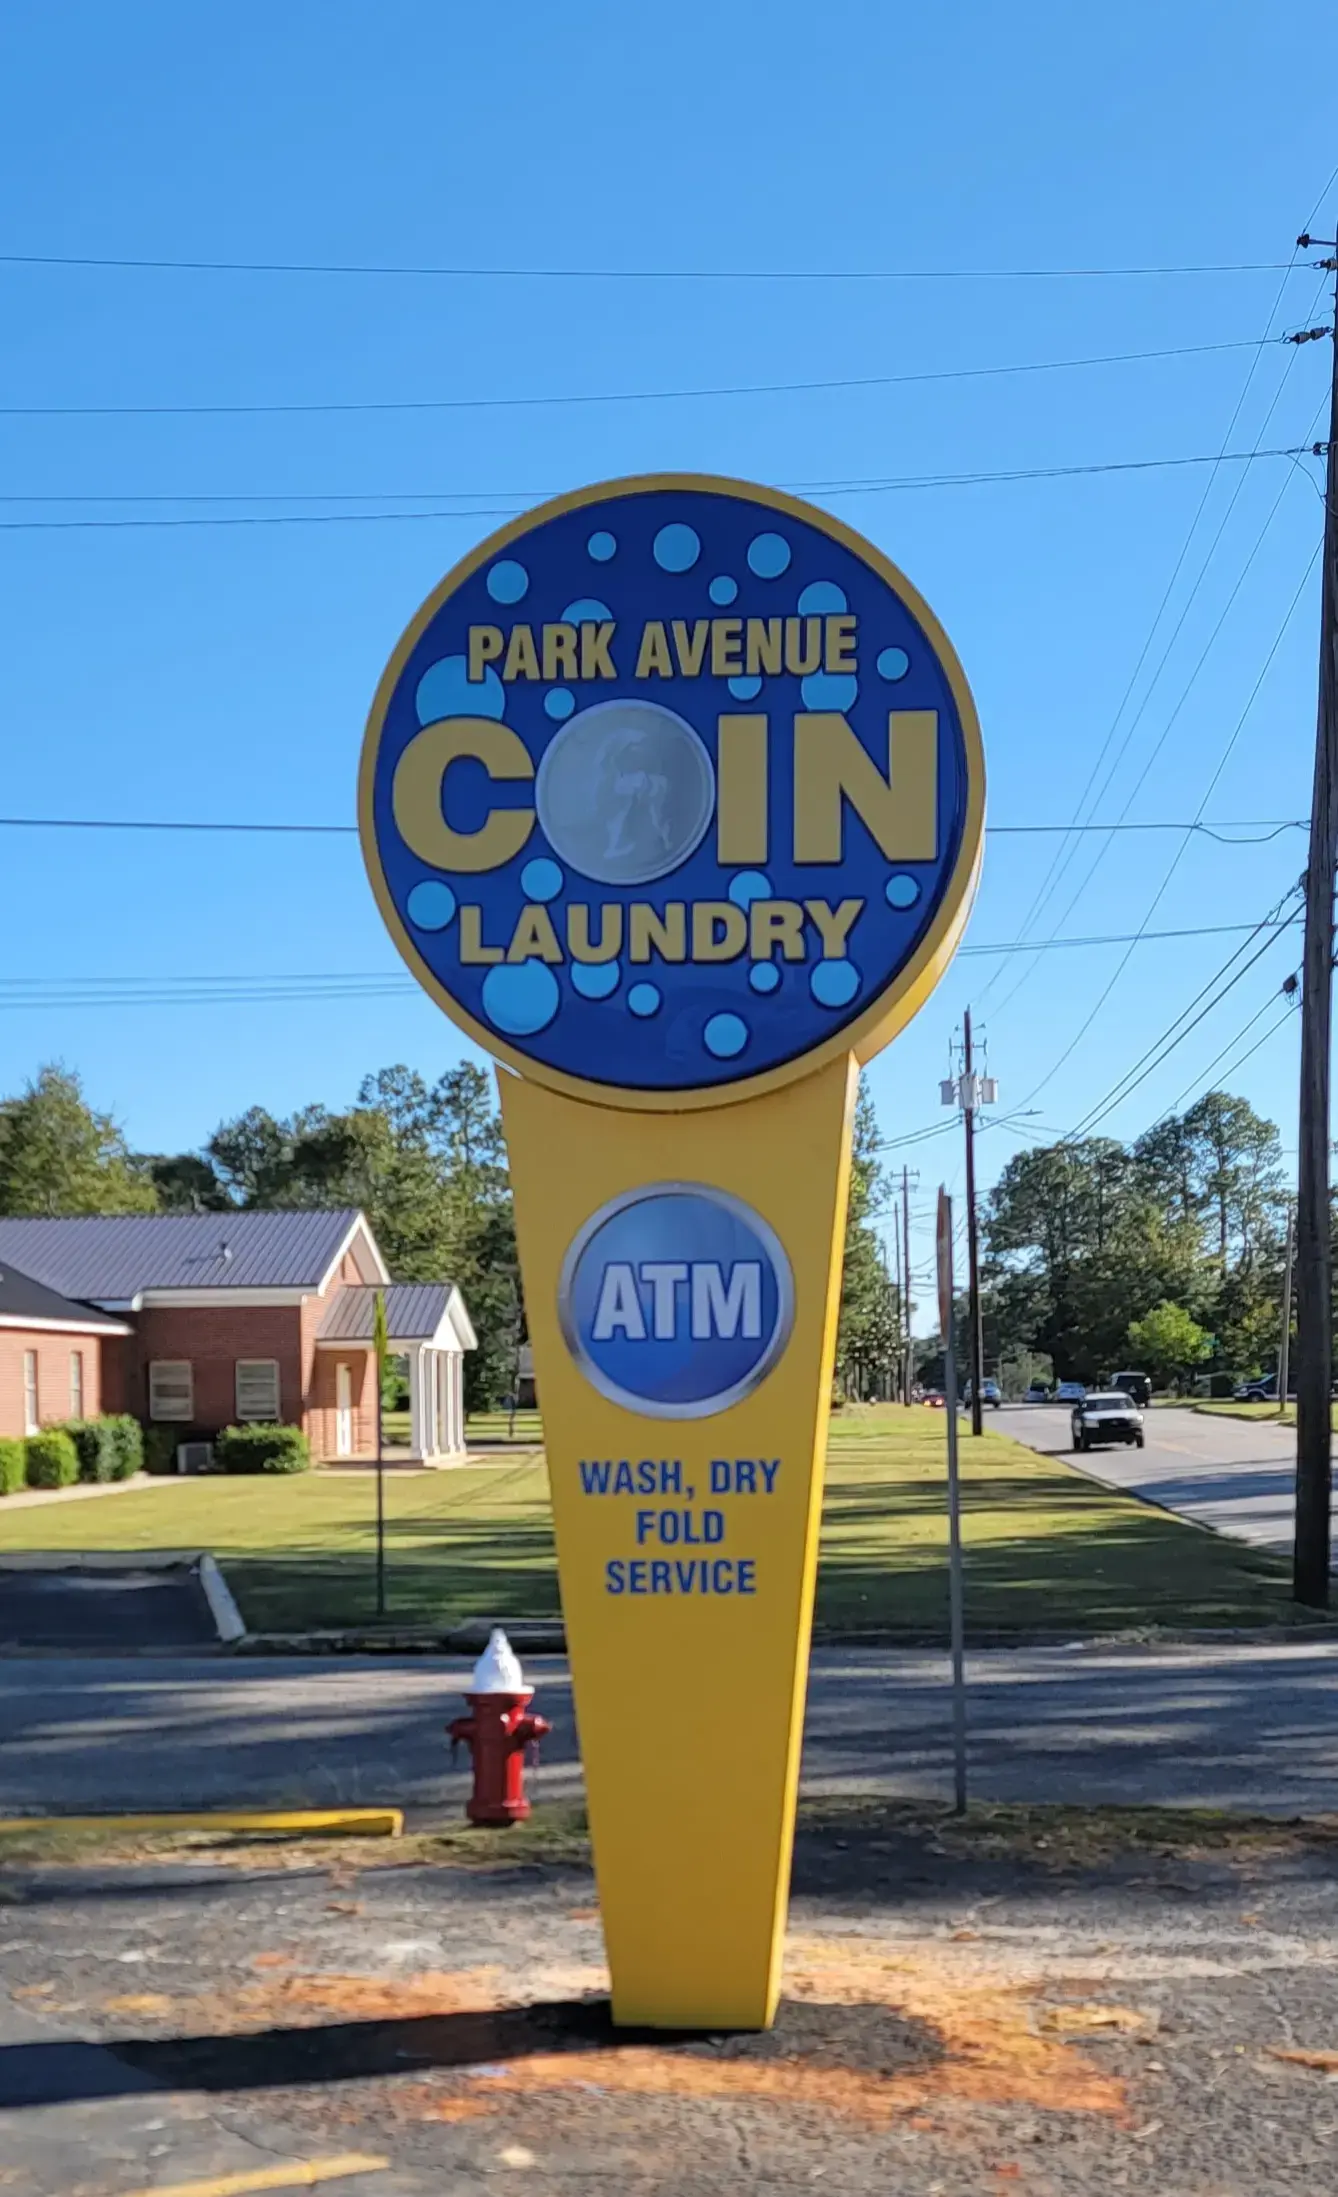 PARK AVENUE
COIN
LAUNDRY
ATM
WASH, DRY
FOLD
SERVICE